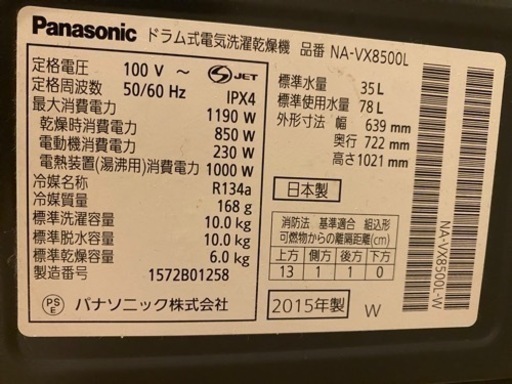 Panasonic ドラム式電気洗濯乾燥機 品番 NA-VX8500L
定格電圧 100 V ～ S JET
定格周波数 50/60 Hz IPX4
最大消費電力 1190 W
乾燥時消費電力 850 W
電動機消費電力 230 W
電熱装置(湯沸用)消費電力 1000 W
冷媒名称 R134a
冷媒質量 168 g
標準洗濯容量 10.0 kg
標準脱水容量 10.0 kg
標準乾燥容量 6.0 kg
製造番号 1572B01258
PS E パナソニック株式会社
標準水量 35 L
標準使用水量 78 L
外形寸法 幅 639 mm
奥行 722 mm
高さ 1021 mm
日本製
消防法 基準適合 組込形
可燃物からの離隔距離(cm)
上方 側方 後方 下方
13 1 1 0
2015年製 W
NA-VX8500L-W